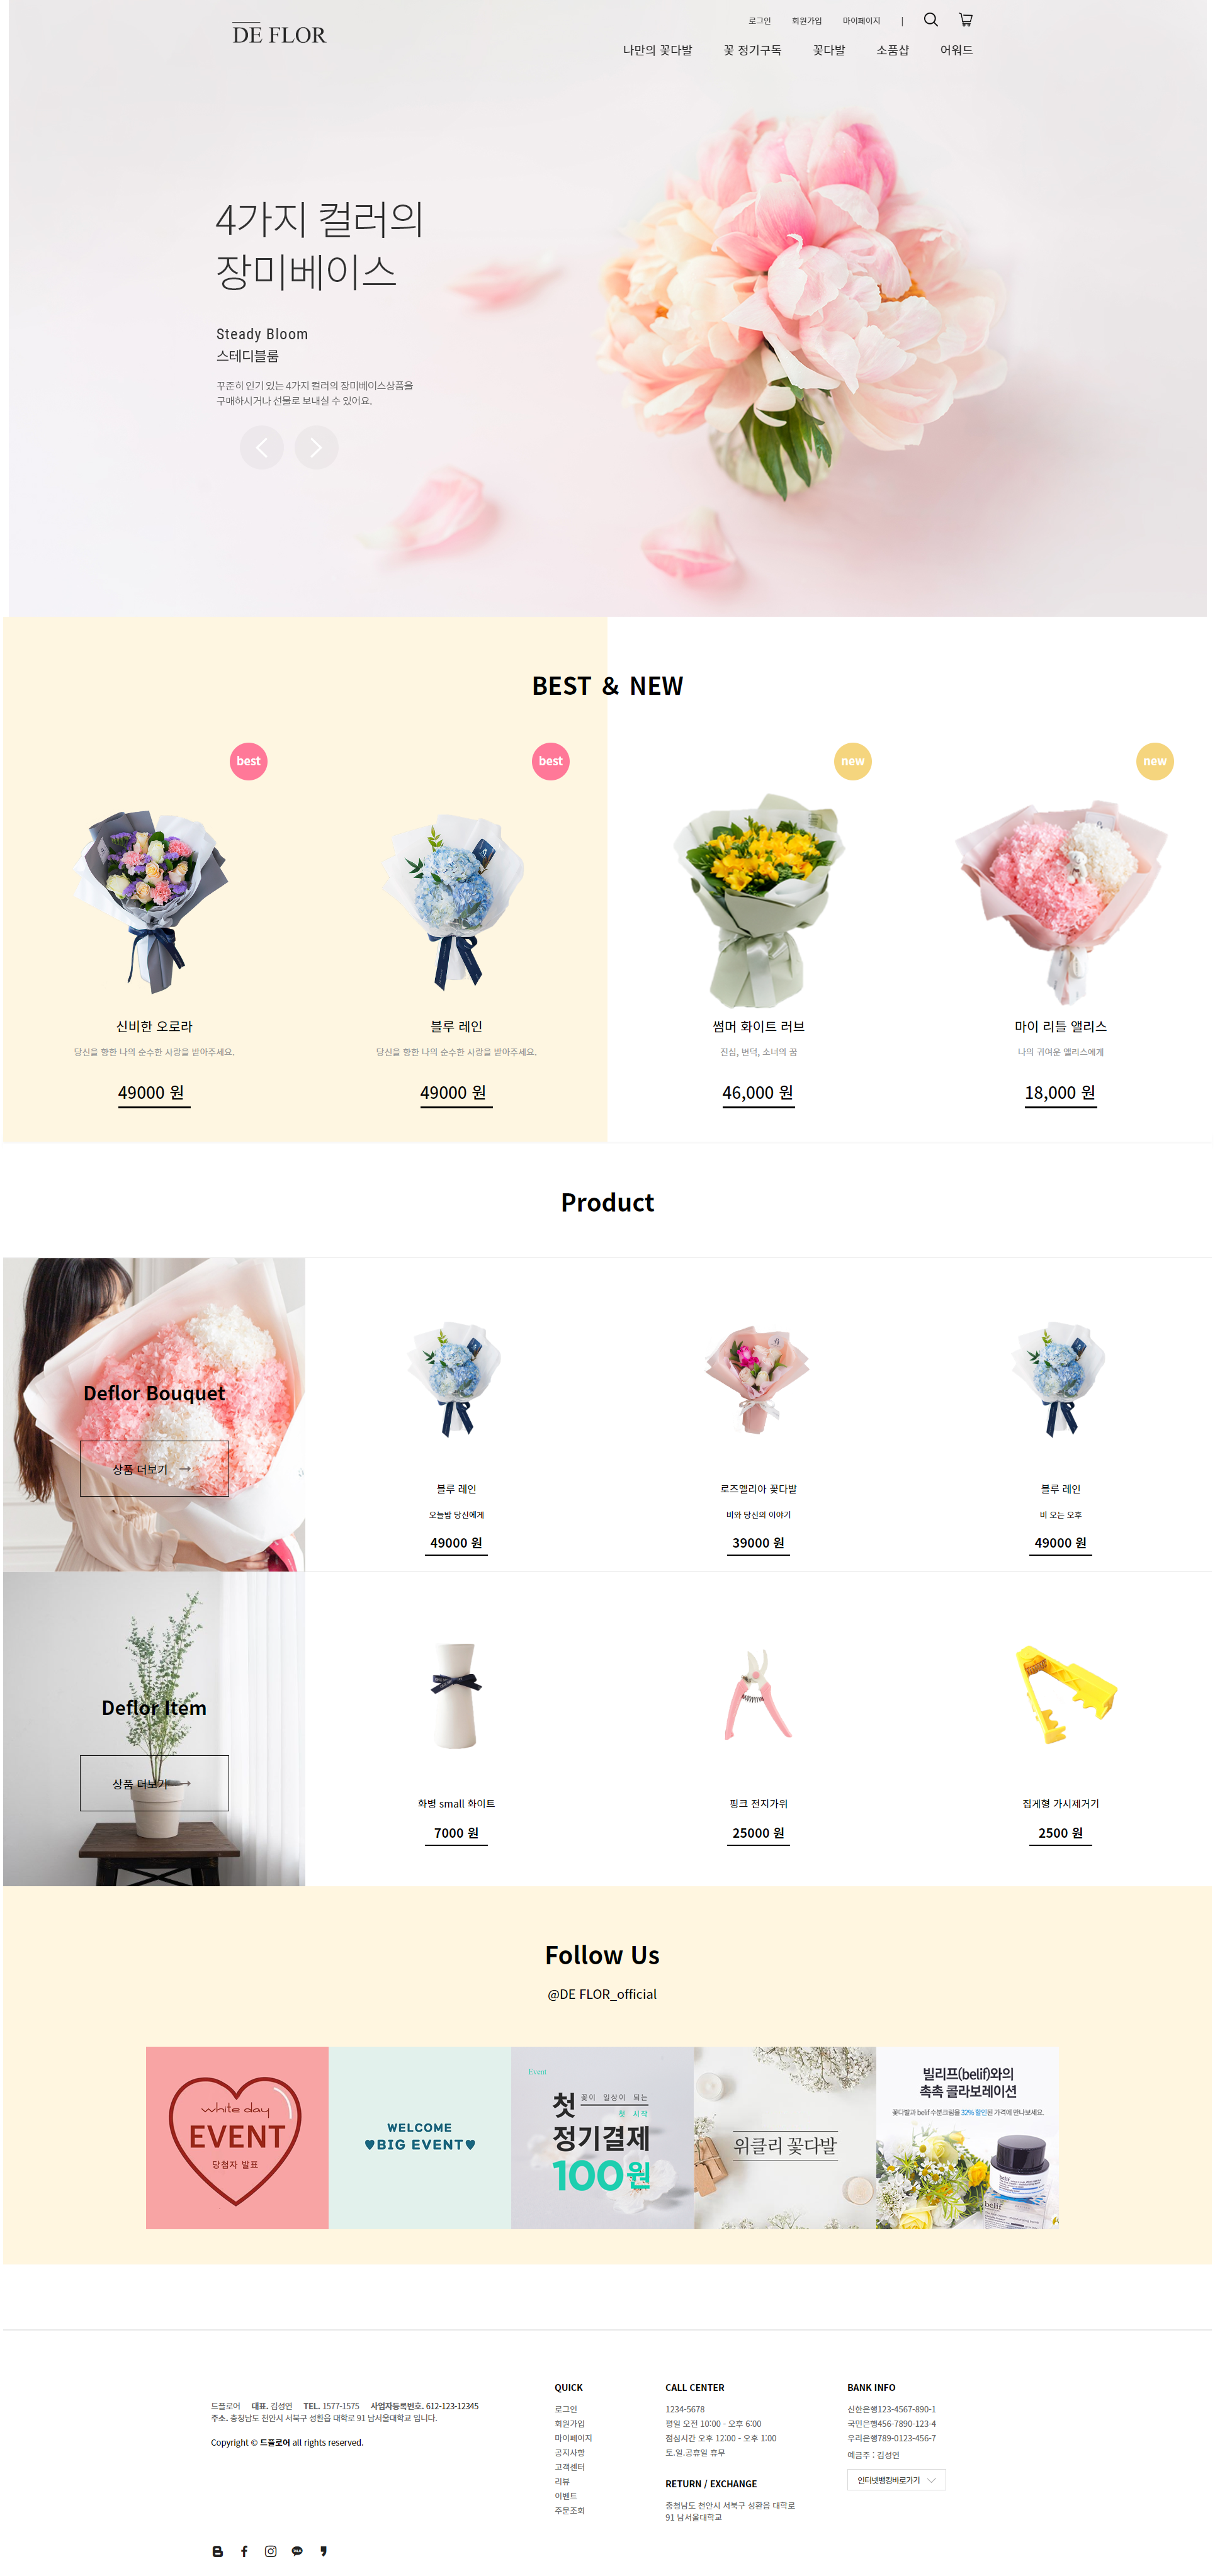 로그인 회원가입 마이페이지 |
DE FLOR
나만의 꽃다발 꽃 정기구독 꽃다발 소품샵 어워드
4가지 컬러의
장미베이스
Steady Bloom
스테디블룸
꾸준히 인기 있는 4가지 컬러의 장미베이스상품을
구매하시거나 선물로 보내실 수 있어요.
BEST & NEW
best
best
new
new
신비한 오로라
당신을 향한 나의 순수한 사랑을 받아주세요.
49000 원
블루 레인
당신을 향한 나의 순수한 사랑을 받아주세요.
49000 원
썸머 화이트 러브
진심, 변덕, 소녀의 꿈
46,000 원
마이 리틀 앨리스
나의 귀여운 앨리스에게
18,000 원
Product
Deflor Bouquet
상품 더보기
블루 레인
오늘밤 당신에게
49000 원
로즈멜리아 꽃다발
비와 당신의 이야기
39000 원
블루 레인
비 오는 오후
49000 원
Deflor Item
상품 더보기
화병 small 화이트
7000 원
핑크 전지가위
25000 원
집게형 가시제거기
2500 원
Follow Us
@DE FLOR_official
white day
EVENT
당첨자 발표
WELCOME
♥BIG EVENT♥
Event
첫 꽃이 일상이 되는
첫 시작
정기결제
100원
위클리 꽃다발
빌리프(belif)와의
촉촉 콜라보레이션
꽃다발과 belif 수분크림을 32% 할인된 가격에 만나보세요.
belif
belif
드플로어 대표. 김성연 TEL. 1577-1575 사업자등록번호. 612-123-12345
주소. 충청남도 천안시 서북구 성환읍 대학로 91 남서울대학교 입니다.
Copyright © 드플로어 all rights reserved.
QUICK
로그인
회원가입
마이페이지
공지사항
고객센터
리뷰
이벤트
주문조회
CALL CENTER
1234-5678
평일 오전 10:00 - 오후 6:00
점심시간 오후 12:00 - 오후 1:00
토.일.공휴일 휴무
RETURN / EXCHANGE
충청남도 천안시 서북구 성환읍 대학로
91 남서울대학교
BANK INFO
신한은행123-4567-890-1
국민은행456-7890-123-4
우리은행789-0123-456-7
예금주 : 김성연
인터넷뱅킹바로가기